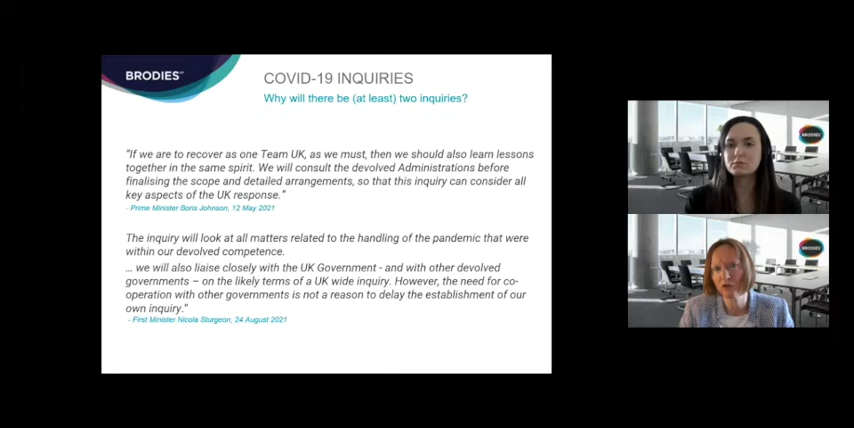 BRODIES LLP
COVID-19 INQUIRIES
Why will there be (at least) two inquiries?
"If we are to recover as one Team UK, as we must, then we should also learn lessons
together in the same spirit. We will consult the devolved Administrations before
finalising the scope and detailed arrangements, so that this inquiry can consider all
key aspects of the UK response."
- Prime Minister Boris Johnson, 12 May 2021
The inquiry will look at all matters related to the handling of the pandemic that were
within our devolved competence.
... we will also liaise closely with the UK Government - and with other devolved
governments – on the likely terms of a UK wide inquiry. However, the need for co-
operation with other governments is not a reason to delay the establishment of our
own inquiry."
- First Minister Nicola Sturgeon, 24 August 2021
BRODIES
BRODIES